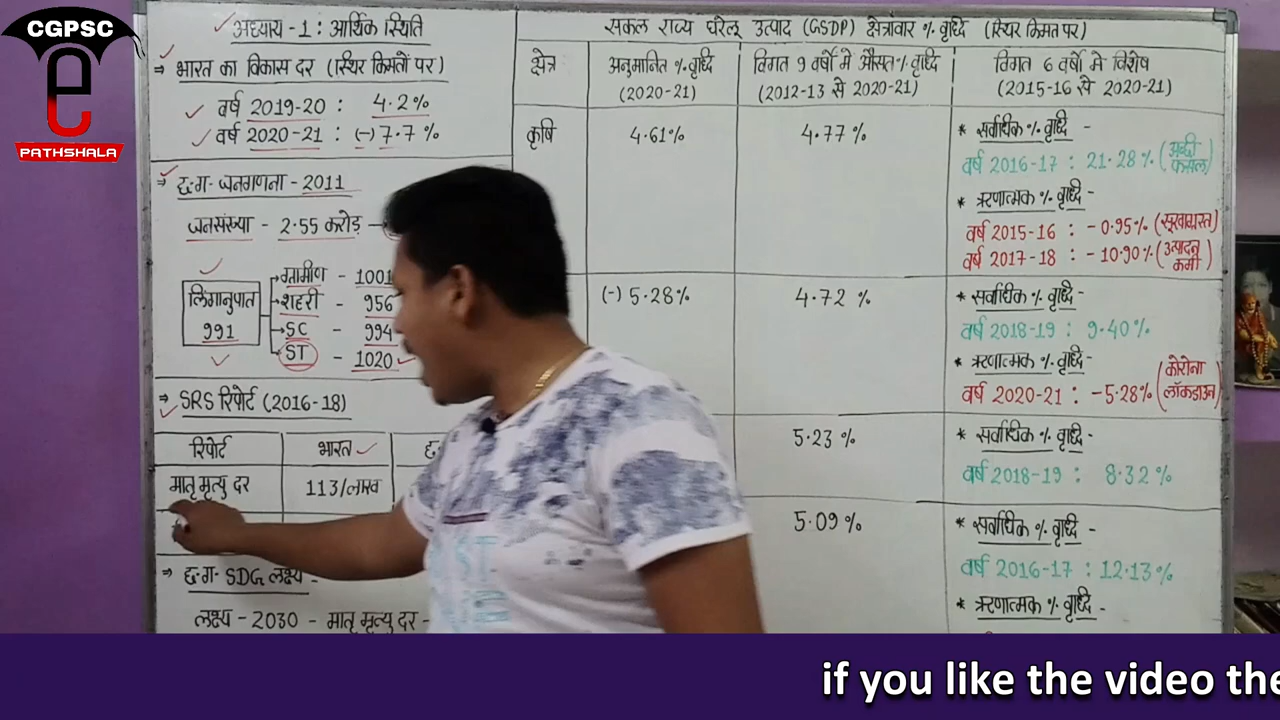 CGPSC
e
PATHSHALA
अध्याय-1 : आर्थिक स्थिति
⇒ भारत का विकास दर (स्थिर किमतों पर)
वर्ष 2019-20 : 4.2%
वर्ष 2020-21 : (-) 7.7 %
⇒ छ.ग. जनगणना - 2011
जनसंख्या - 2.55 करोड़
लिंगानुपात
991
ग्रामीण - 1001
शहरी - 956
SC - 994
ST - 1020
⇒ SRS रिपोर्ट (2016-18)
रिपोर्ट भारत
मातृ मृत्यु दर 113/लाख
⇒ छ.ग. SDG लक्ष्य -
लक्ष्य - 2030 - मातृ मृत्यु दर -
सकल राज्य घरेलू उत्पाद (GSDP) क्षेत्रवार % वृध्दि (स्थिर किमत पर)
क्षेत्र अनुमानित % वृध्दि विगत 9 वर्षो मे औसत % वृध्दि विगत 6 वर्षो मे विशेष
(2020-21) (2012-13 से 2020-21) (2015-16 से 2020-21)
कृषि 4.61% 4.77%
* सर्वाधिक % वृध्दि -
वर्ष 2016-17 : 21.28% (अच्छी फसल)
* ऋणात्मक % वृध्दि -
वर्ष 2015-16 : -0.95% (सूखाग्रस्त)
वर्ष 2017-18 : -10.90% (उत्पादन कमी)
(-) 5.28% 4.72 %
* सर्वाधिक % वृध्दि -
वर्ष 2018-19 : 9.40%
* ऋणात्मक % वृध्दि -
वर्ष 2020-21 : -5.28% (कोरोना लॉकडाउन)
5.23 %
* सर्वाधिक % वृध्दि -
वर्ष 2018-19 : 8.32%
5.09 %
* सर्वाधिक % वृध्दि -
वर्ष 2016-17 : 12.13%
* ऋणात्मक % वृध्दि -
if you like the video the